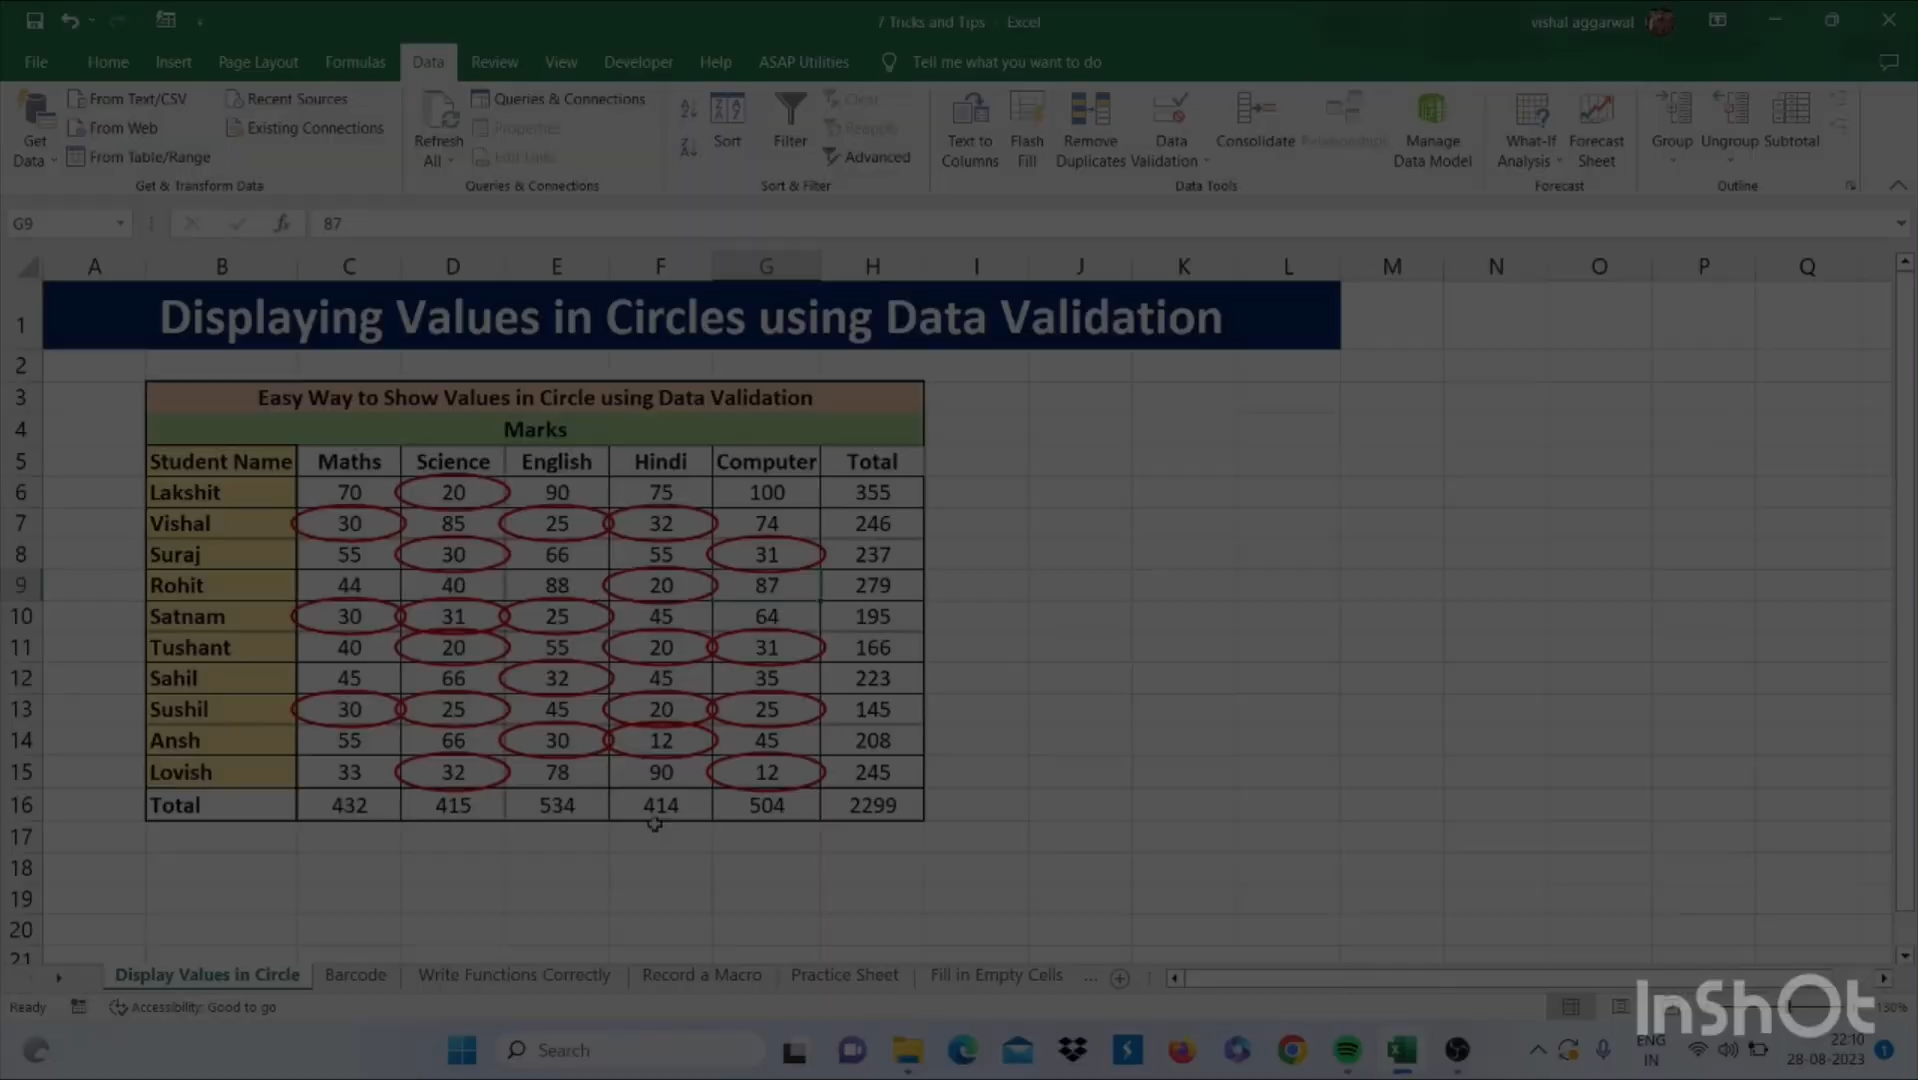 7 Tricks and Tips - Excel
vishal aggarwal
File Home Insert Page Layout Formulas Data Review View Developer Help ASAP Utilities Tell me what you want to do
Get Data
From Text/CSV
From Web
From Table/Range
Recent Sources
Existing Connections
Get & Transform Data
Refresh All
Queries & Connections
Properties
Edit Links
Queries & Connections
Sort
Filter
Clear
Reapply
Advanced
Sort & Filter
Text to Columns
Flash Fill
Remove Duplicates
Data Validation
Consolidate
Relationships
Manage Data Model
Data Tools
What-If Analysis
Forecast Sheet
Forecast
Group
Ungroup
Subtotal
Outline
G9 fx 87
A B C D E F G H I J K L M N O P Q
1 Displaying Values in Circles using Data Validation
2
3 Easy Way to Show Values in Circle using Data Validation
4 Marks
5 Student Name Maths Science English Hindi Computer Total
6 Lakshit 70 20 90 75 100 355
7 Vishal 30 85 25 32 74 246
8 Suraj 55 30 66 55 31 237
9 Rohit 44 40 88 20 87 279
10 Satnam 30 31 25 45 64 195
11 Tushant 40 20 55 20 31 166
12 Sahil 45 66 32 45 35 223
13 Sushil 30 25 45 20 25 145
14 Ansh 55 66 30 12 45 208
15 Lovish 33 32 78 90 12 245
16 Total 432 415 534 414 504 2299
17
18
19
20
21
Display Values in Circle Barcode Write Functions Correctly Record a Macro Practice Sheet Fill in Empty Cells ...
Ready Accessibility: Good to go 130%
InShOt
Search
ENG
IN
22:10
28-08-2023
1